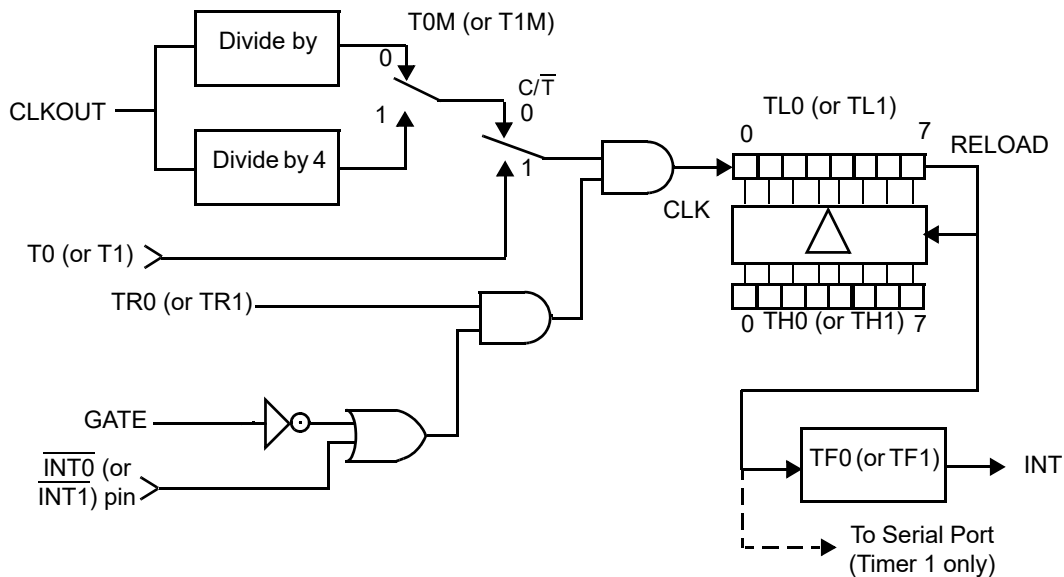 T0M (or T1M)
Divide by
0
C/T̅
CLKOUT
0
1
TL0 (or TL1)
0
7
RELOAD
Divide by 4
1
CLK
T0 (or T1)
TR0 (or TR1)
0
TH0 (or TH1)
7
GATE
I̅N̅T̅0̅ (or
I̅N̅T̅1̅) pin
TF0 (or TF1)
INT
To Serial Port
(Timer 1 only)